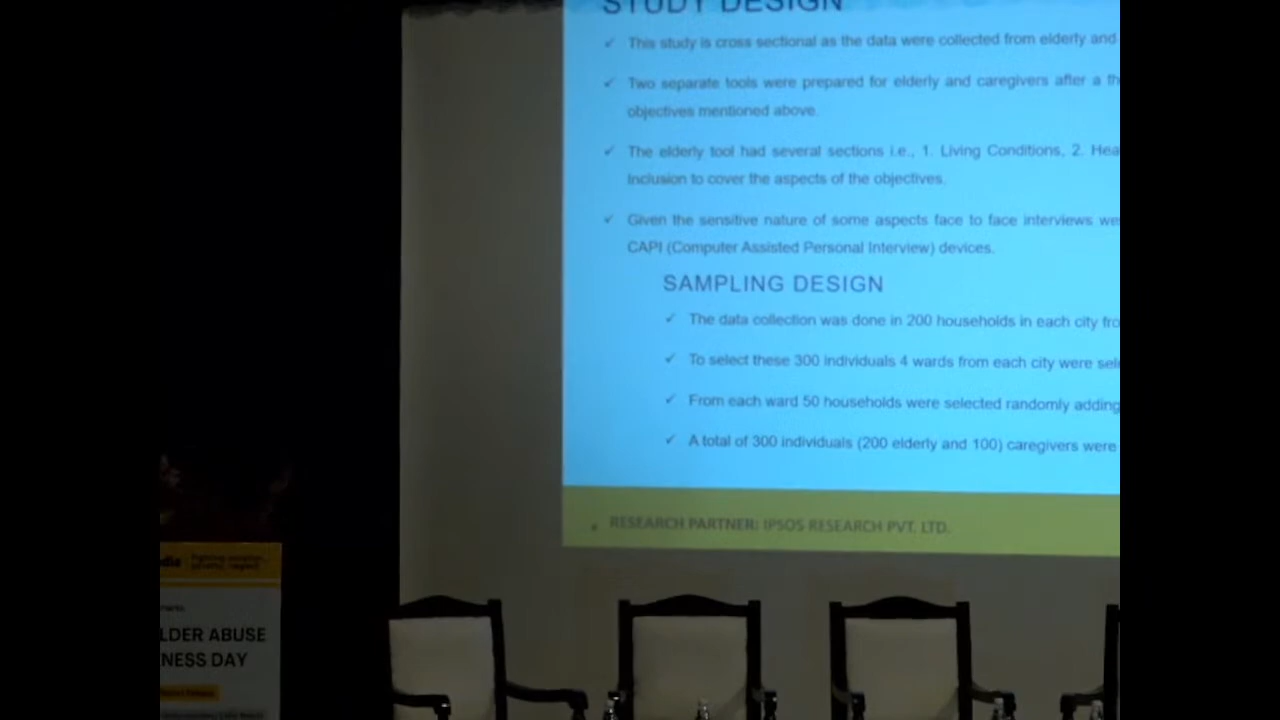 STUDY DESIGN
✓ This study is cross sectional as the data were collected from elderly and
✓ Two separate tools were prepared for elderly and caregivers after a th
objectives mentioned above.
✓ The elderly tool had several sections i.e., 1. Living Conditions, 2. Hea
Inclusion to cover the aspects of the objectives.
✓ Given the sensitive nature of some aspects face to face interviews we
CAPI (Computer Assisted Personal Interview) devices.
SAMPLING DESIGN
✓ The data collection was done in 200 households in each city fro
✓ To select these 300 individuals 4 wards from each city were sele
✓ From each ward 50 households were selected randomly adding
✓ A total of 300 individuals (200 elderly and 100) caregivers were
RESEARCH PARTNER: IPSOS RESEARCH PVT. LTD.
LDER ABUSE
NESS DAY